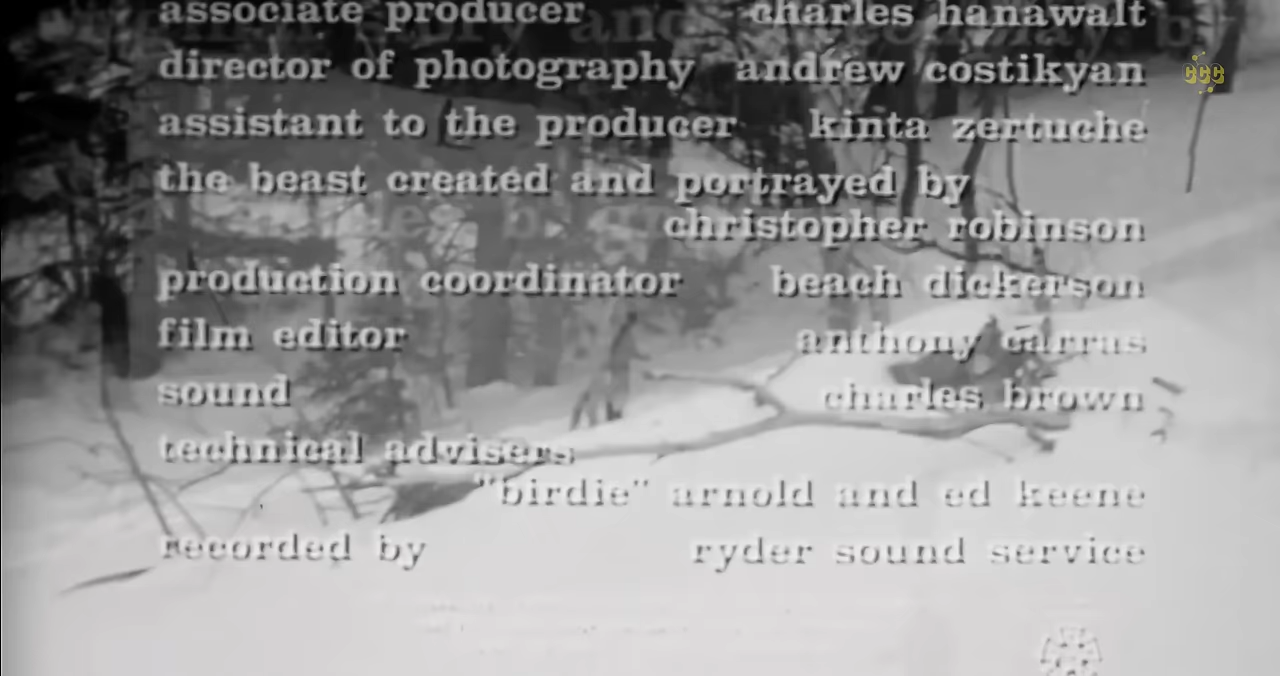 associate producer charles hanawalt
director of photography andrew costikyan
CCC
assistant to the producer kinta zertuche
the beast created and portrayed by
christopher robinson
production coordinator beach dickerson
film editor anthony carras
sound charles brown
technical advisers
"birdie" arnold and ed keene
recorded by ryder sound service